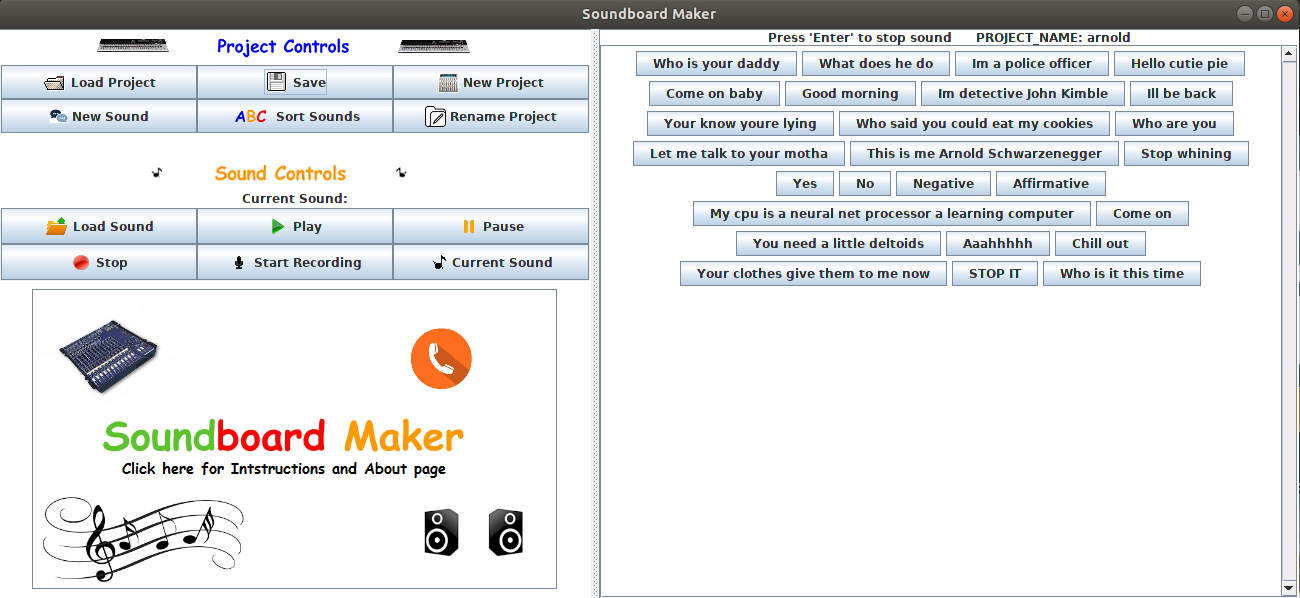 Soundboard Maker
Project Controls
Load Project Save New Project
New Sound ABC Sort Sounds Rename Project
Sound Controls
Current Sound:
Load Sound Play Pause
Stop Start Recording Current Sound
Soundboard Maker
Click here for Intstructions and About page
Press 'Enter' to stop sound PROJECT_NAME: arnold
Who is your daddy What does he do Im a police officer Hello cutie pie
Come on baby Good morning Im detective John Kimble Ill be back
Your know youre lying Who said you could eat my cookies Who are you
Let me talk to your motha This is me Arnold Schwarzenegger Stop whining
Yes No Negative Affirmative
My cpu is a neural net processor a learning computer Come on
You need a little deltoids Aaahhhhh Chill out
Your clothes give them to me now STOP IT Who is it this time